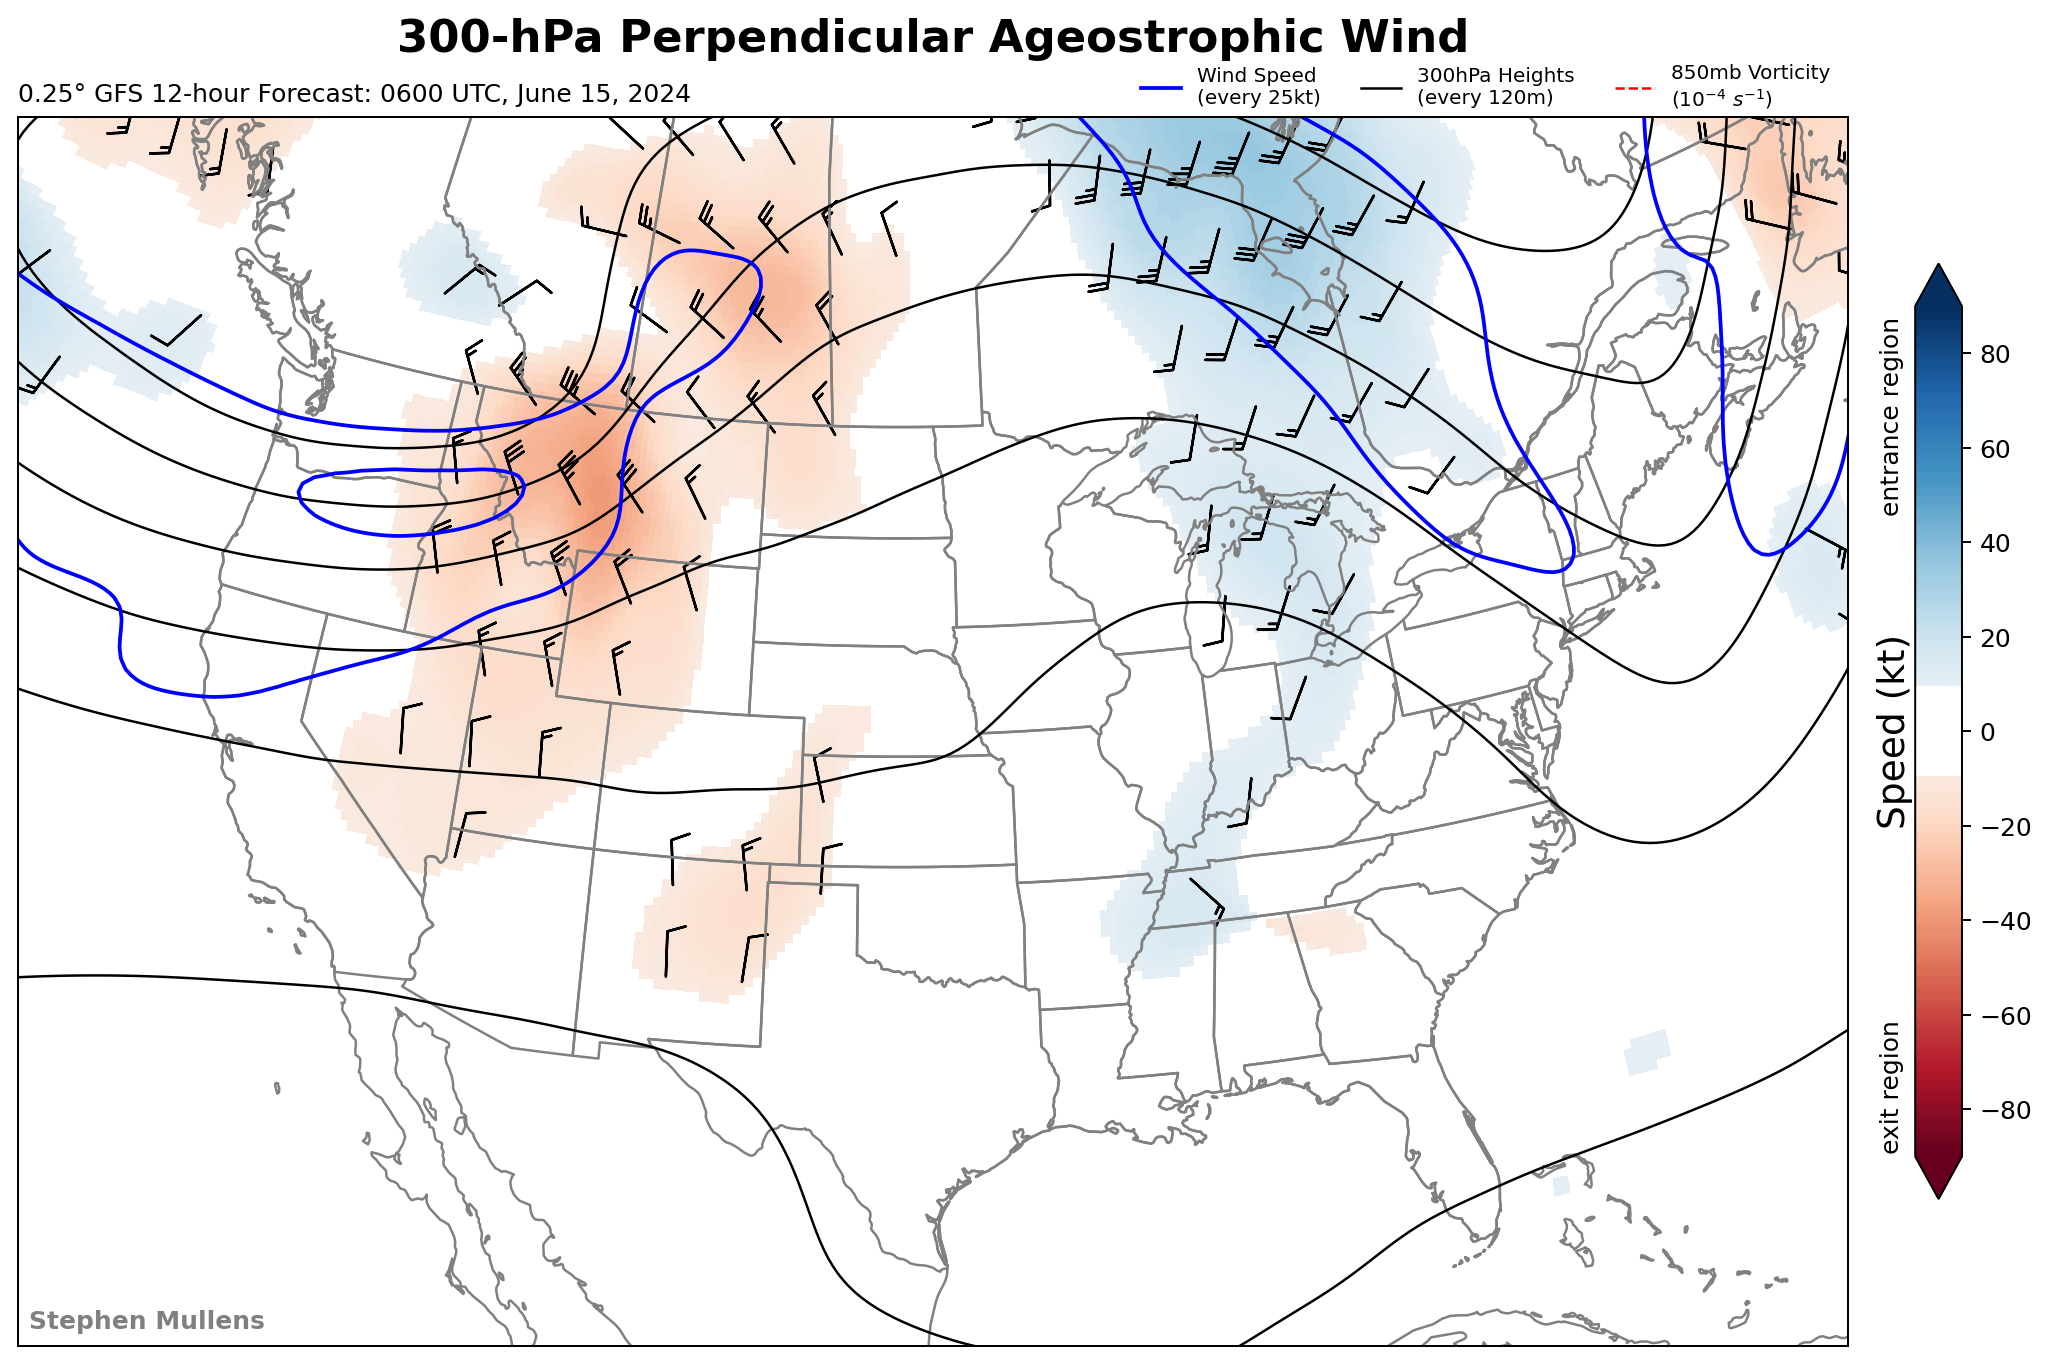 300-hPa Perpendicular Ageostrophic Wind
0.25° GFS 12-hour Forecast: 0600 UTC, June 15, 2024
Wind Speed
(every 25kt)
300hPa Heights
(every 120m)
850mb Vorticity
(10⁻⁴ s⁻¹)
entrance region
Speed (kt)
exit region
80
60
40
20
0
−20
−40
−60
−80
Stephen Mullens